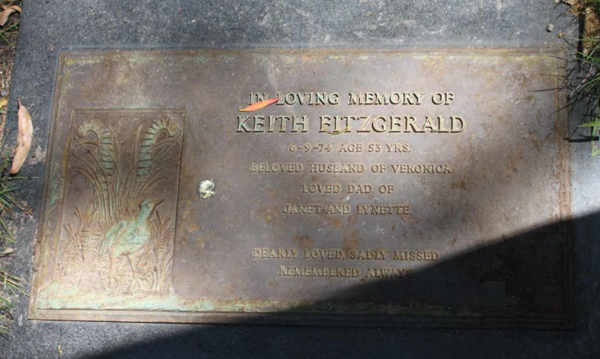 IN LOVING MEMORY OF
KEITH FITZGERALD
6-9-74 AGE 53 YRS.
BELOVED HUSBAND OF VERONICA
LOVED DAD OF
JANET AND LYNETTE
DEARLY LOVED, SADLY MISSED
REMEMBERED ALWAYS